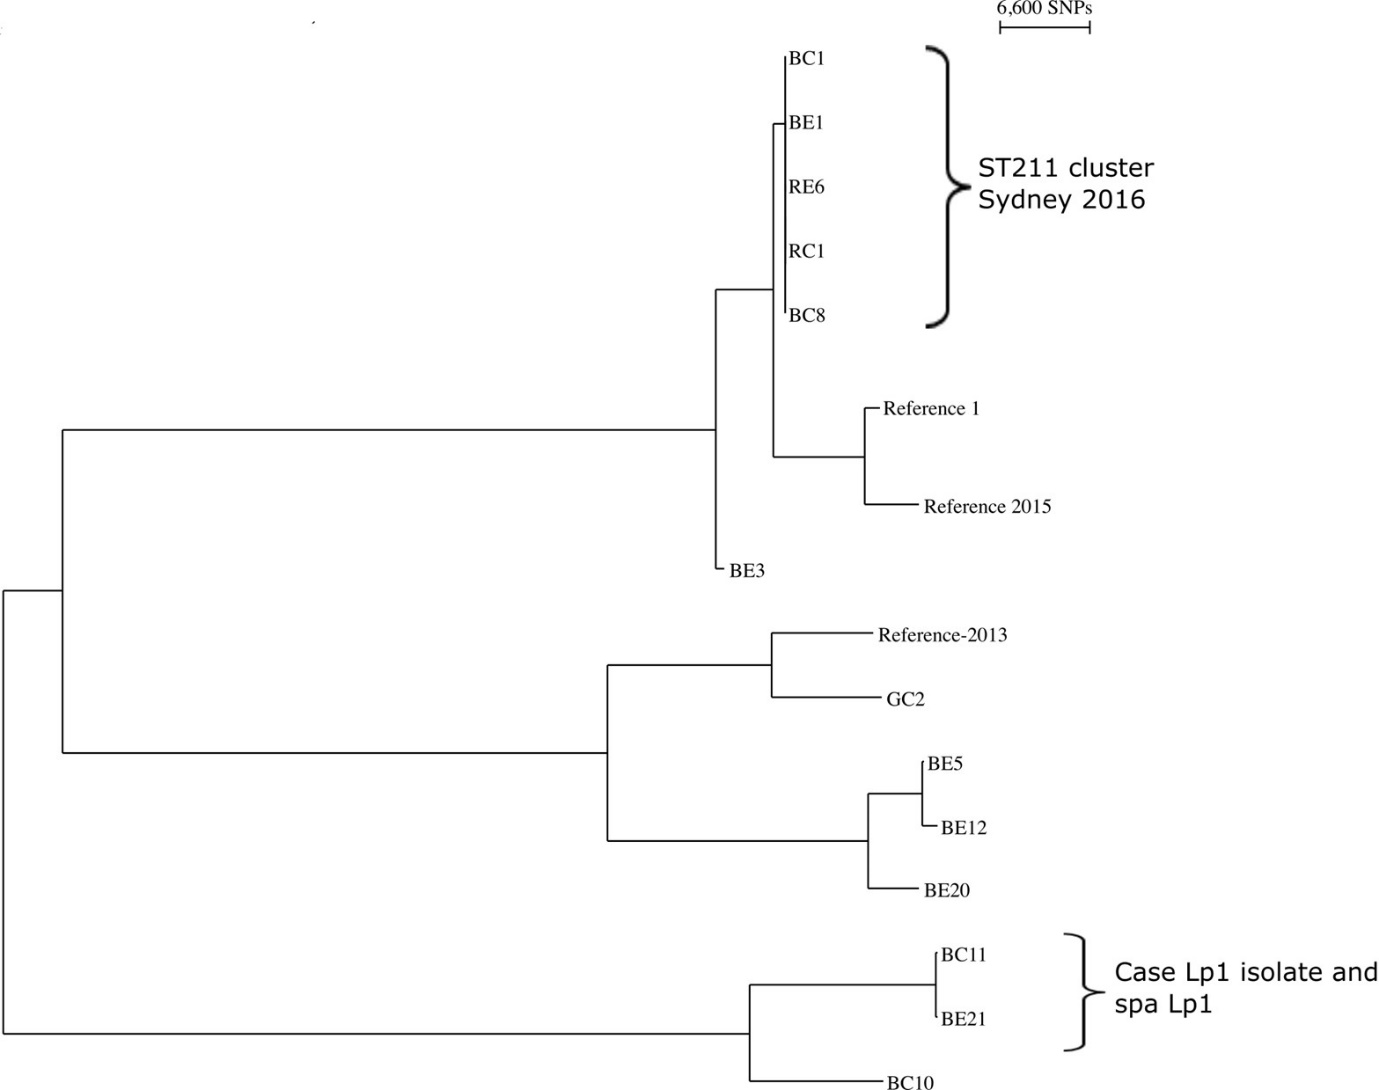 6,600 SNPs
BC1
BE1
ST211 cluster
Sydney 2016
RE6
RC1
BC8
Reference 1
Reference 2015
BE3
Reference-2013
GC2
BE5
BE12
BE20
BC11
Case Lp1 isolate and
spa Lp1
BE21
BC10